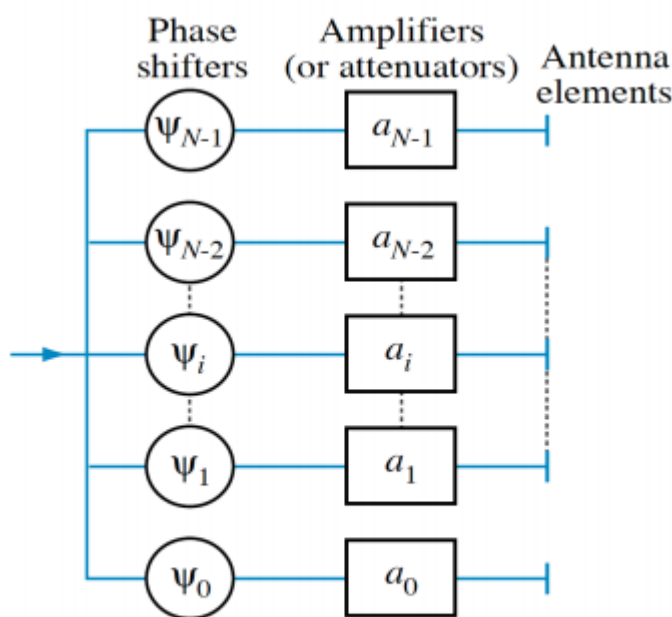 Phase
shifters
Amplifiers
(or attenuators)
Antenna
elements
ψN-1
aN-1
ψN-2
aN-2
ψi
ai
ψ1
a1
ψ0
a0